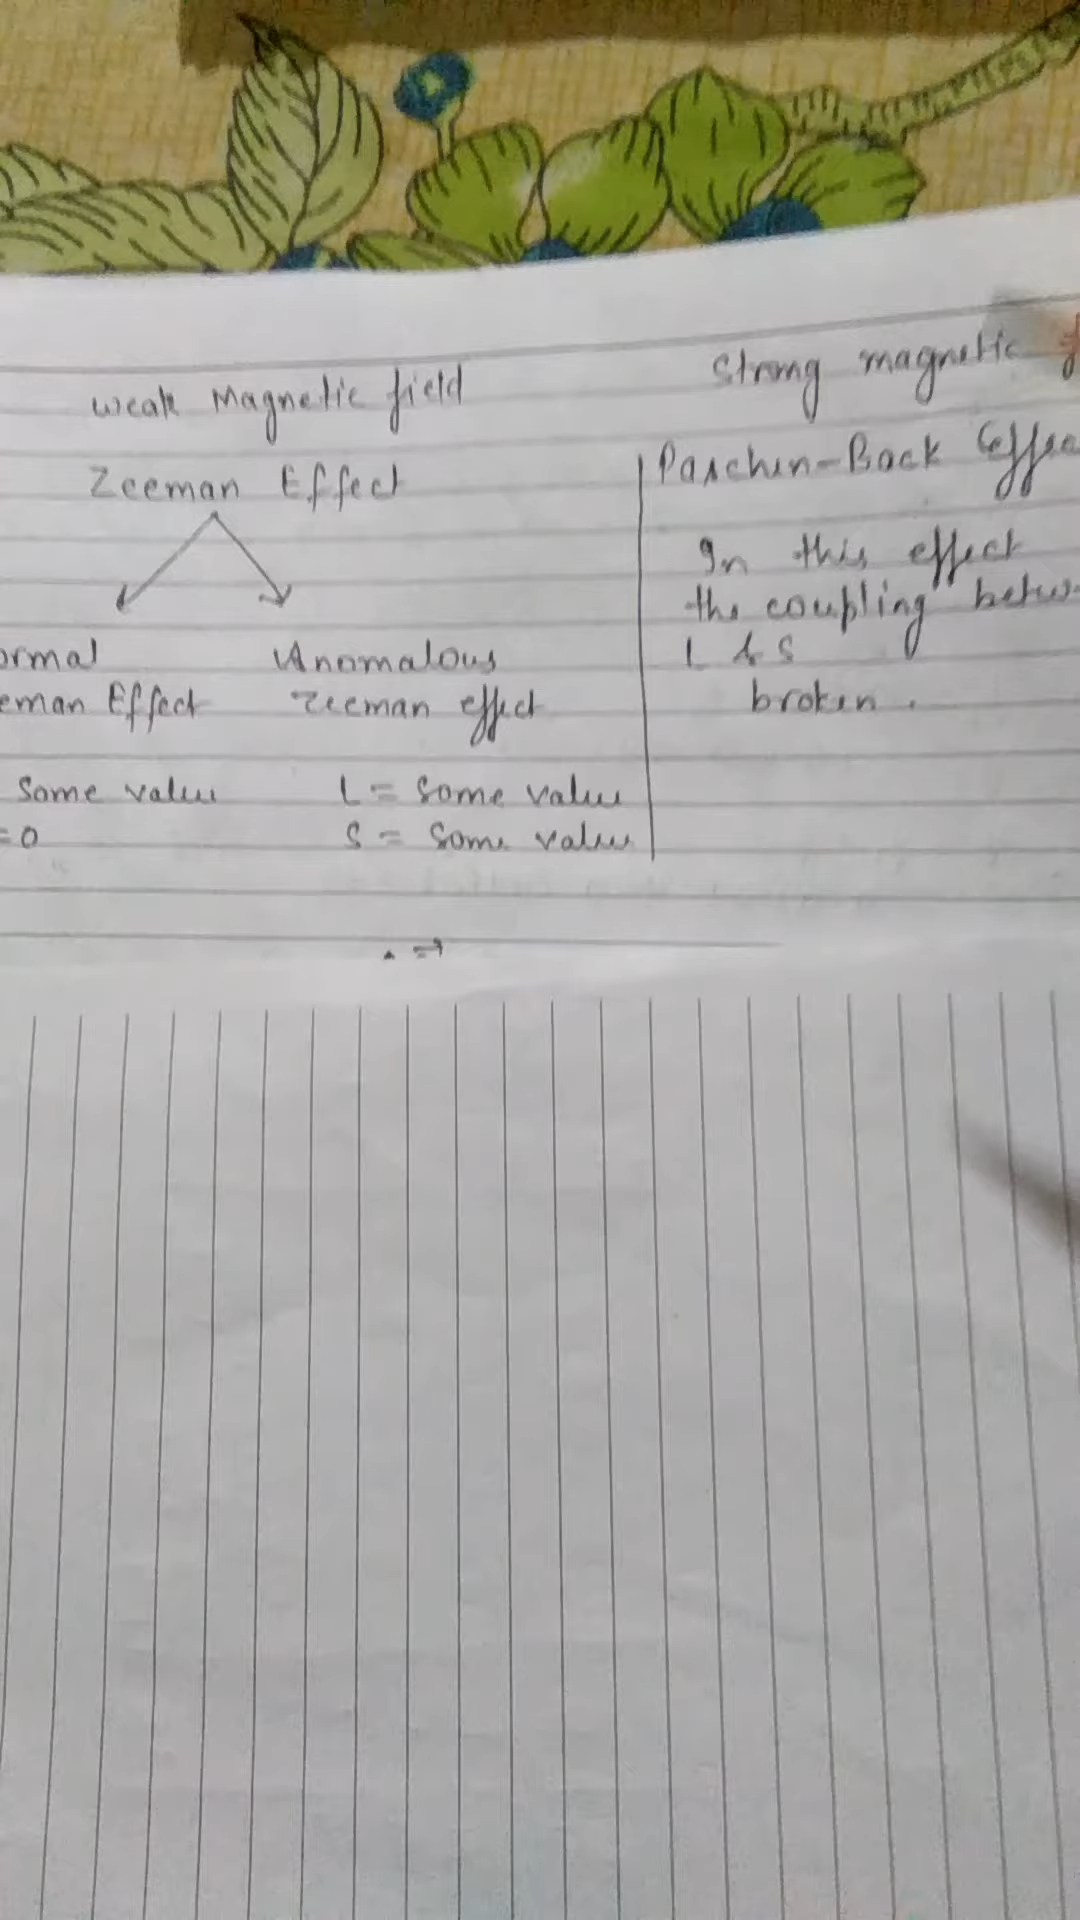 Weak Magnetic field
Zeeman Effect
ormal
eman Effect
Some value
= 0
Anomalous
Zeeman effect
L = Some value
S = Some value
Strong magnetic f
Paschen-Back Effec
In this effect
the coupling betw
L & S
broken.
⇒